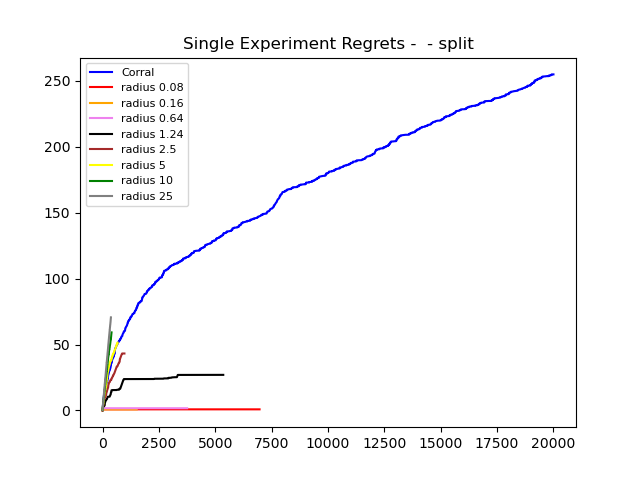 Single Experiment Regrets -  - split
Corral
radius 0.08
radius 0.16
radius 0.64
radius 1.24
radius 2.5
radius 5
radius 10
radius 25
250
200
150
100
50
0
0 2500 5000 7500 10000 12500 15000 17500 20000